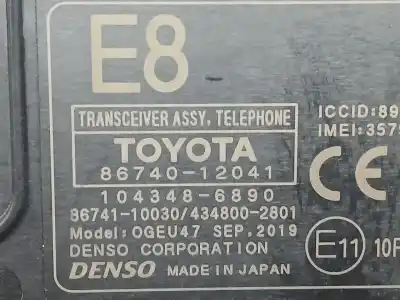 E8
TRANSCEIVER ASSY, TELEPHONE
TOYOTA
86740-12041
104348-6890
86741-10030/434800-2801
Model: OGEU47 SEP. 2019
DENSO CORPORATION
DENSO MADE IN JAPAN
ICCID:89
IMEI:357
CE
E11 10R